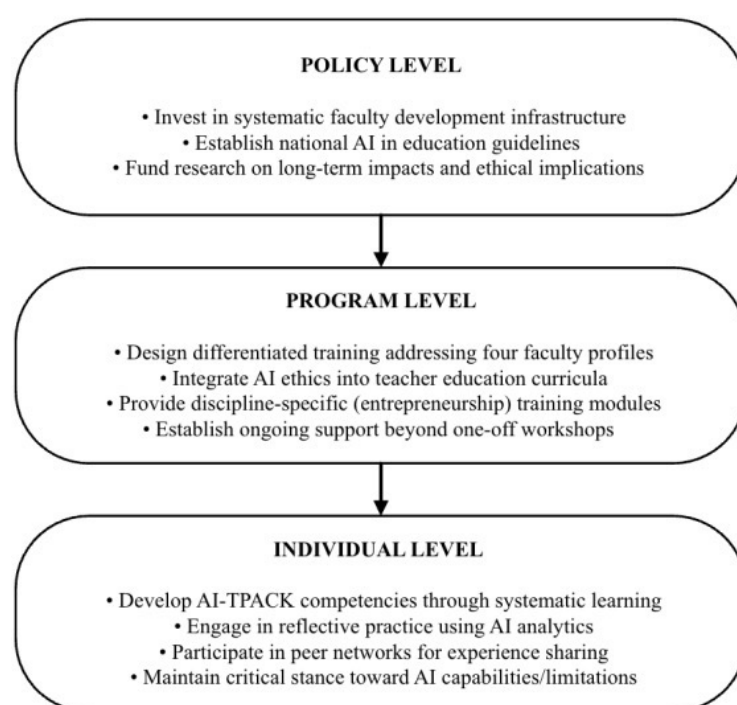 POLICY LEVEL
• Invest in systematic faculty development infrastructure
• Establish national AI in education guidelines
• Fund research on long-term impacts and ethical implications
PROGRAM LEVEL
• Design differentiated training addressing four faculty profiles
• Integrate AI ethics into teacher education curricula
• Provide discipline-specific (entrepreneurship) training modules
• Establish ongoing support beyond one-off workshops
INDIVIDUAL LEVEL
• Develop AI-TPACK competencies through systematic learning
• Engage in reflective practice using AI analytics
• Participate in peer networks for experience sharing
• Maintain critical stance toward AI capabilities/limitations